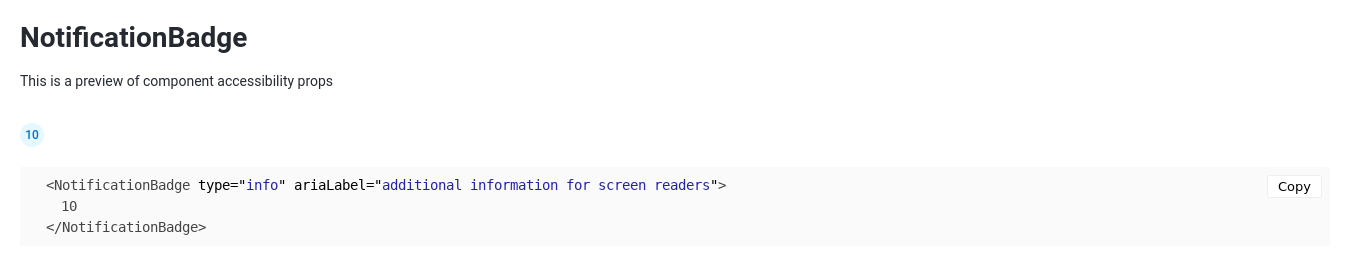 NotificationBadge
This is a preview of component accessibility props
10
<NotificationBadge type="info" ariaLabel="additional information for screen readers">
Copy
10
</NotificationBadge>